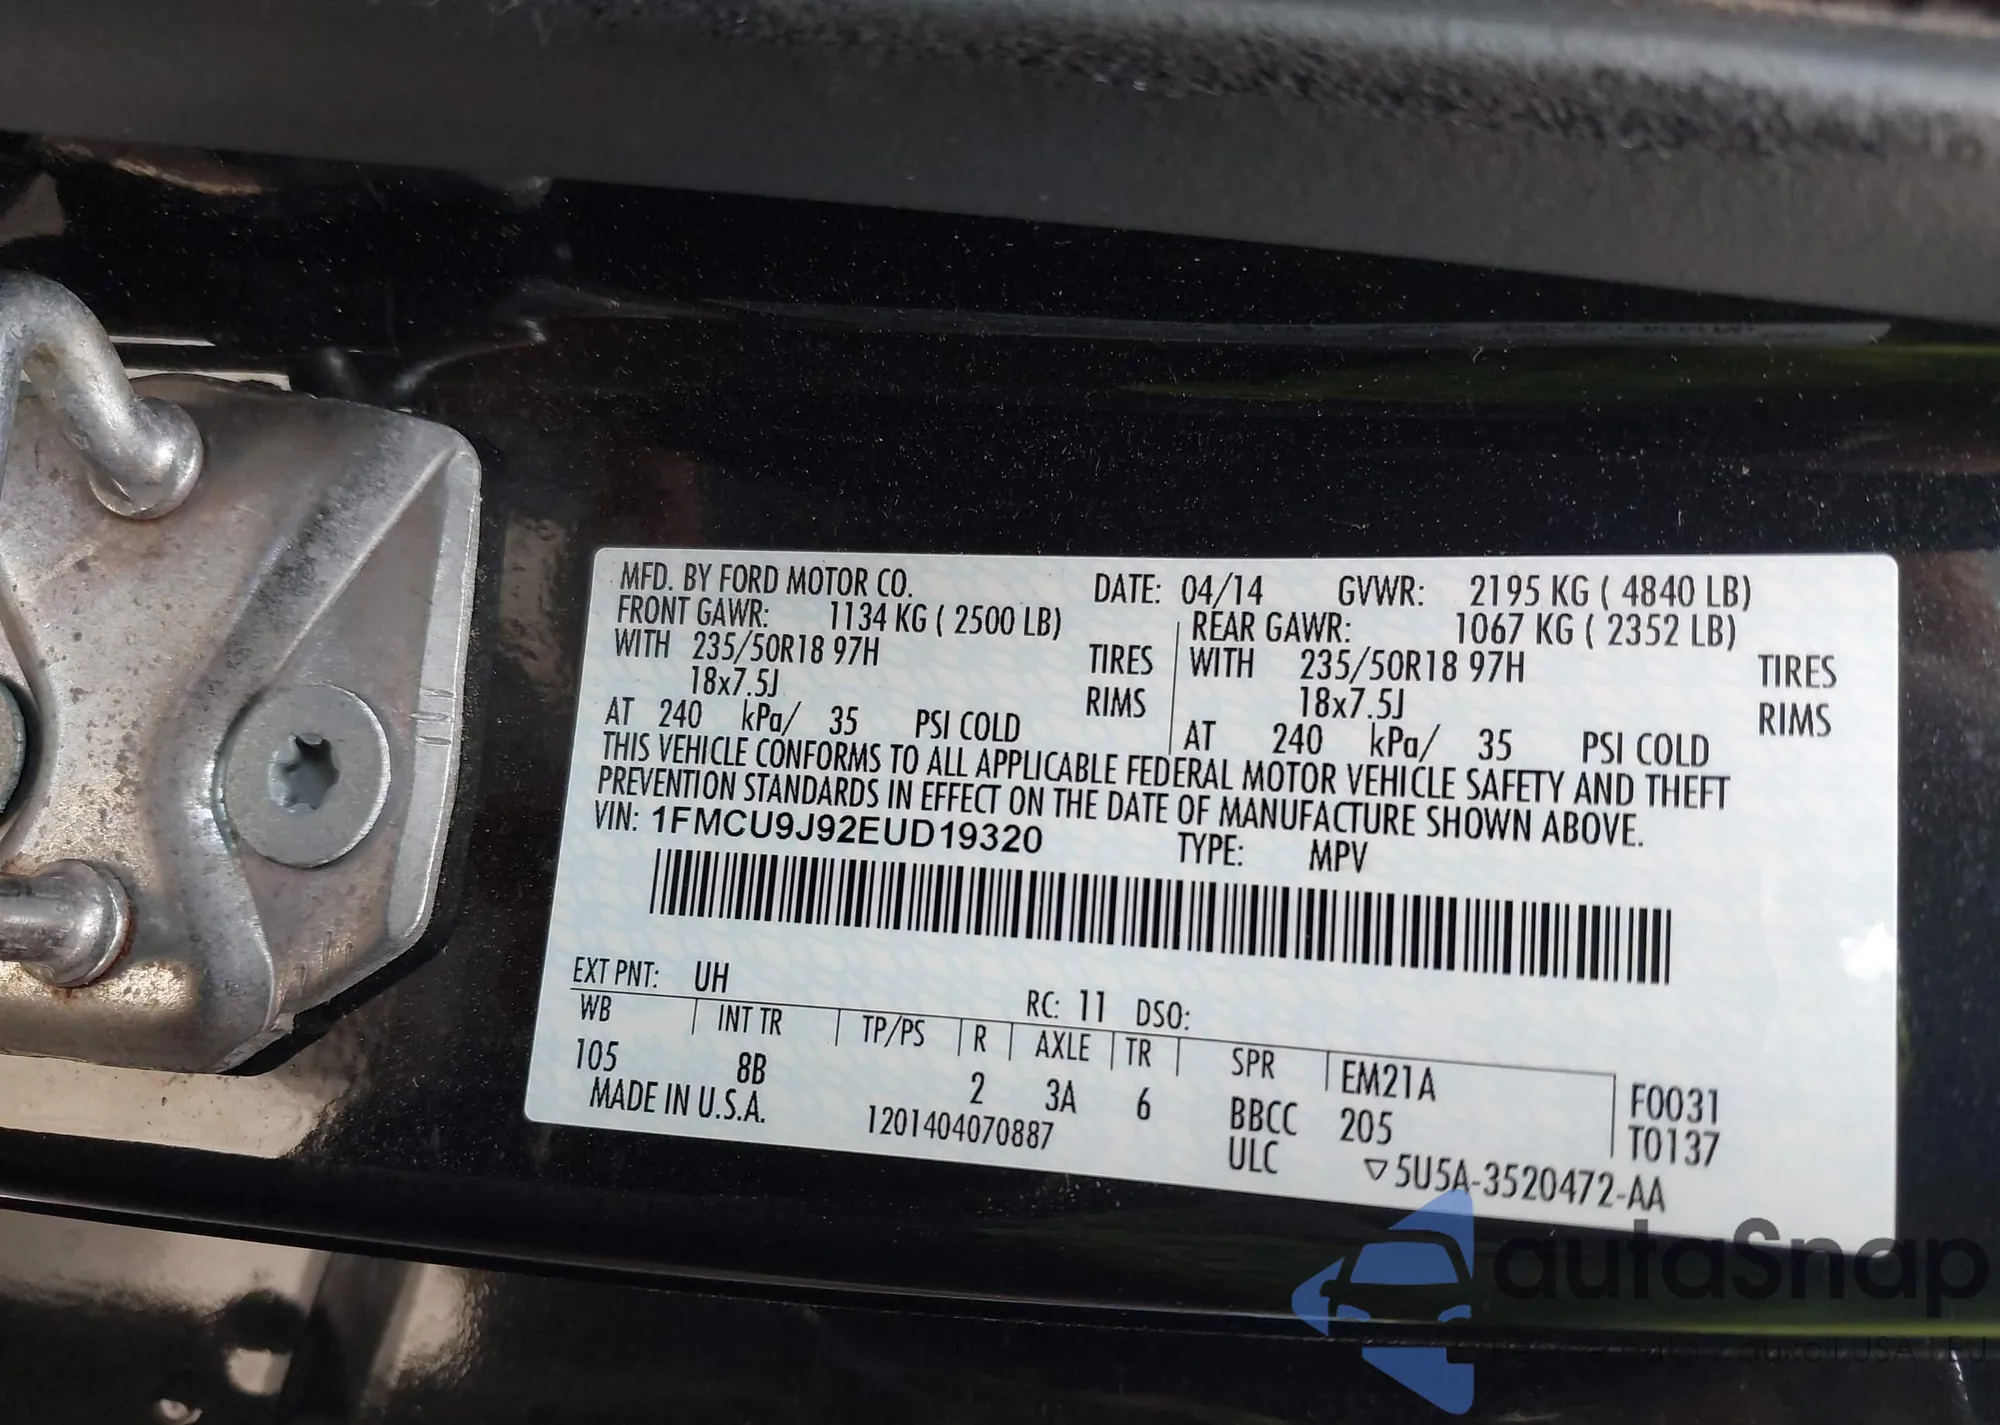 MFD. BY FORD MOTOR CO. DATE: 04/14 GVWR: 2195 KG ( 4840 LB)
FRONT GAWR: 1134 KG ( 2500 LB) REAR GAWR: 1067 KG ( 2352 LB)
WITH 235/50R18 97H TIRES WITH 235/50R18 97H TIRES
18x7.5J RIMS 18x7.5J RIMS
AT 240 kPa/ 35 PSI COLD AT 240 kPa/ 35 PSI COLD
THIS VEHICLE CONFORMS TO ALL APPLICABLE FEDERAL MOTOR VEHICLE SAFETY AND THEFT
PREVENTION STANDARDS IN EFFECT ON THE DATE OF MANUFACTURE SHOWN ABOVE.
VIN: 1FMCU9J92EUD19320 TYPE: MPV
EXT PNT: UH RC: 11 DSO:
WB INT TR TP/PS R AXLE TR SPR EM21A F0031
105 8B 2 3A 6 BBCC 205 T0137
MADE IN U.S.A. 1201404070887 ULC ▽5U5A-3520472-AA
autaSnap